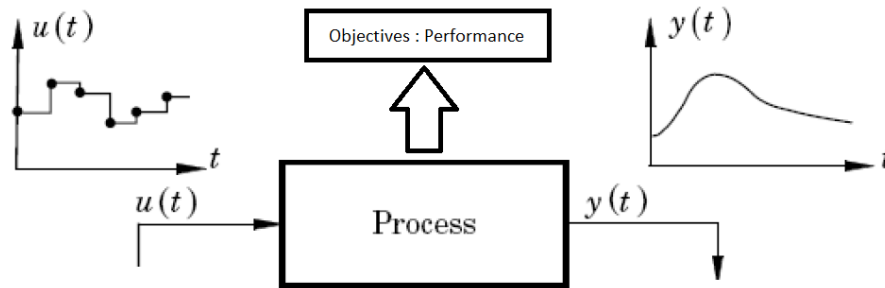 u(t)
Objectives : Performance
y(t)
t
t
u(t)
Process
y(t)